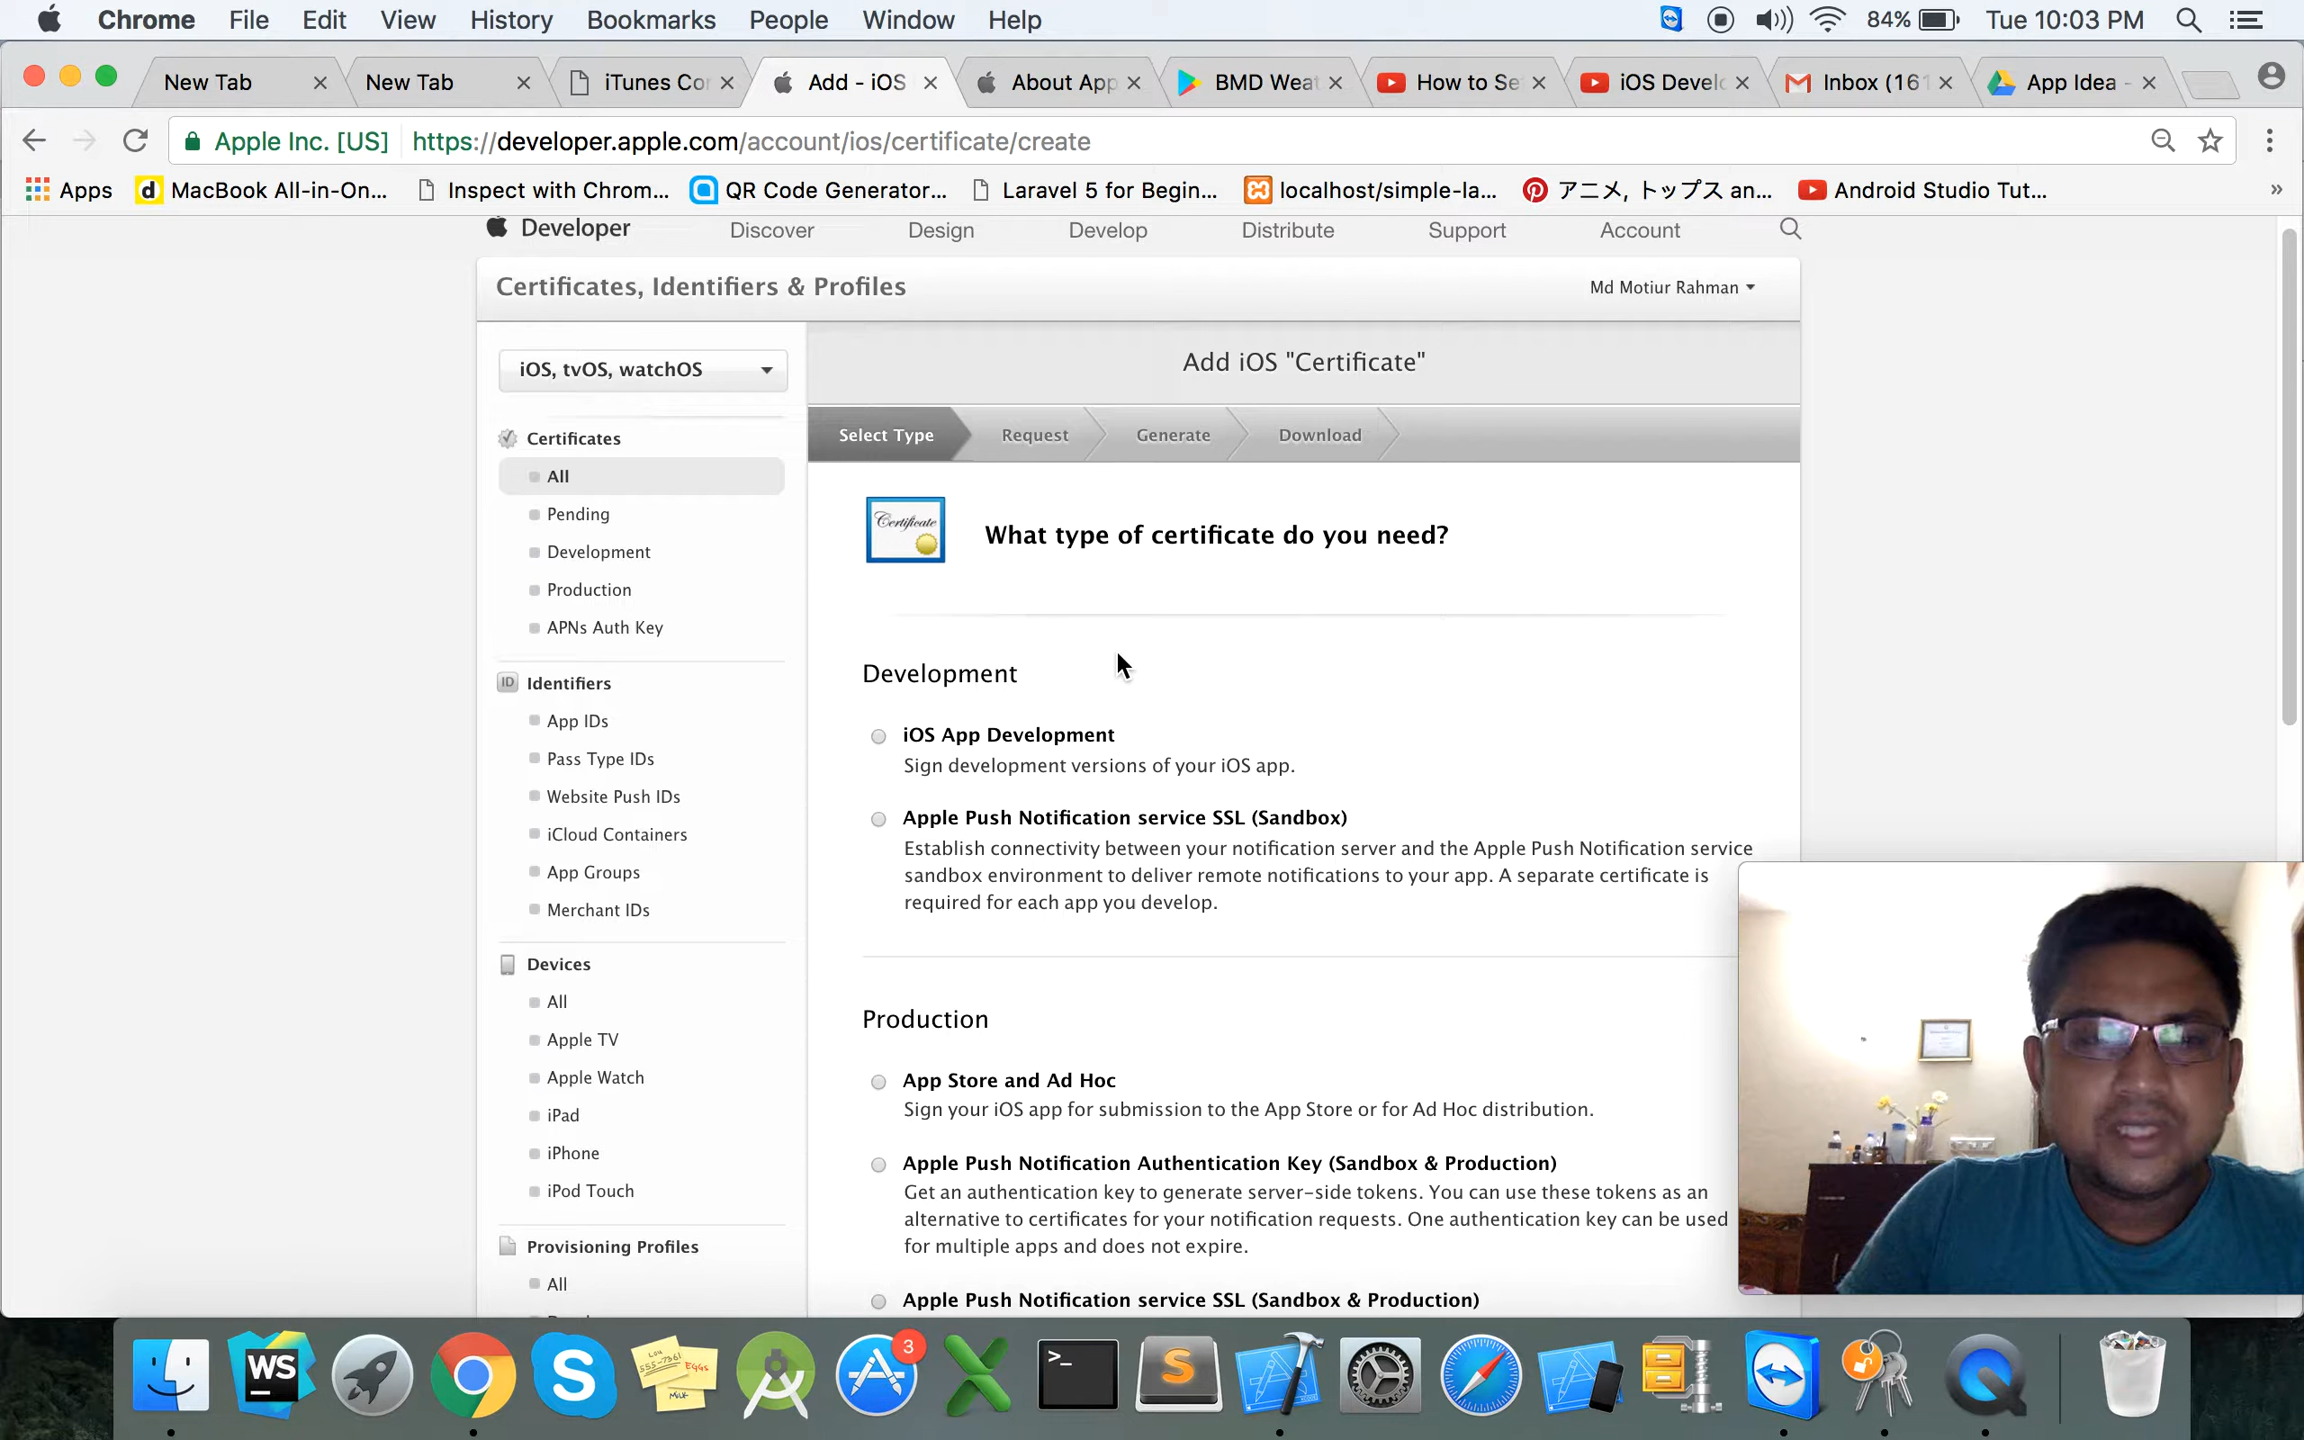 Chrome File Edit View History Bookmarks People Window Help 84% Tue 10:03 PM
New Tab New Tab iTunes Co Add - iOS About App BMD Weat How to Se iOS Devel Inbox (161 App Idea -
Apple Inc. [US] https://developer.apple.com/account/ios/certificate/create
Apps d MacBook All-in-On... Inspect with Chrom... QR Code Generator... Laravel 5 for Begin... localhost/simple-la... アニメ, トップス an... Android Studio Tut... »
Developer Discover Design Develop Distribute Support Account
Certificates, Identifiers & Profiles
Md Motiur Rahman
iOS, tvOS, watchOS
Add iOS "Certificate"
Certificates
All
Pending
Development
Production
APNs Auth Key
ID Identifiers
App IDs
Pass Type IDs
Website Push IDs
iCloud Containers
App Groups
Merchant IDs
Devices
All
Apple TV
Apple Watch
iPad
iPhone
iPod Touch
Provisioning Profiles
All
Select Type Request Generate Download
Certificate
What type of certificate do you need?
Development
iOS App Development
Sign development versions of your iOS app.
Apple Push Notification service SSL (Sandbox)
Establish connectivity between your notification server and the Apple Push Notification service
sandbox environment to deliver remote notifications to your app. A separate certificate is
required for each app you develop.
Production
App Store and Ad Hoc
Sign your iOS app for submission to the App Store or for Ad Hoc distribution.
Apple Push Notification Authentication Key (Sandbox & Production)
Get an authentication key to generate server-side tokens. You can use these tokens as an
alternative to certificates for your notification requests. One authentication key can be used
for multiple apps and does not expire.
Apple Push Notification service SSL (Sandbox & Production)
WS
S
EGGS
MILK
3
X
>_
S